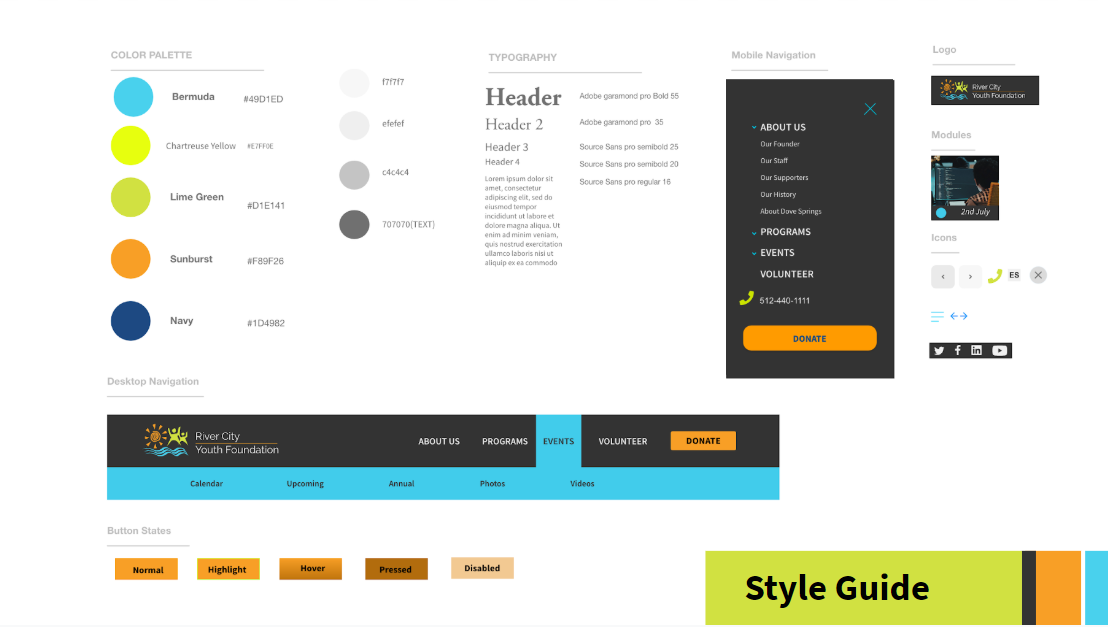 COLOR PALETTE
Bermuda #49D1ED
Chartreuse Yellow #E7FF0E
Lime Green #D1E141
Sunburst #F89F26
Navy #1D4982
f7f7f7
efefef
c4c4c4
707070(TEXT)
TYPOGRAPHY
Header Adobe garamond pro Bold 55
Header 2 Adobe garamond pro 35
Header 3 Source Sans pro semibold 25
Header 4 Source Sans pro semibold 20
Source Sans pro regular 16
Lorem ipsum dolor sit
amet, consectetur
adipiscing elit, sed do
eiusmod tempor
incididunt ut labore et
dolore magna aliqua. Ut
enim ad minim veniam,
quis nostrud exercitation
ullamco laboris nisi ut
aliquip ex ea commodo
Mobile Navigation
ABOUT US
Our Founder
Our Staff
Our Supporters
Our History
About Dove Springs
PROGRAMS
EVENTS
VOLUNTEER
512-440-1111
DONATE
Logo
River City
Youth Foundation
Modules
2nd July
Icons
ES
Desktop Navigation
River City
Youth Foundation
ABOUT US PROGRAMS EVENTS VOLUNTEER DONATE
Calendar Upcoming Annual Photos Videos
Button States
Normal Highlight Hover Pressed Disabled
Style Guide